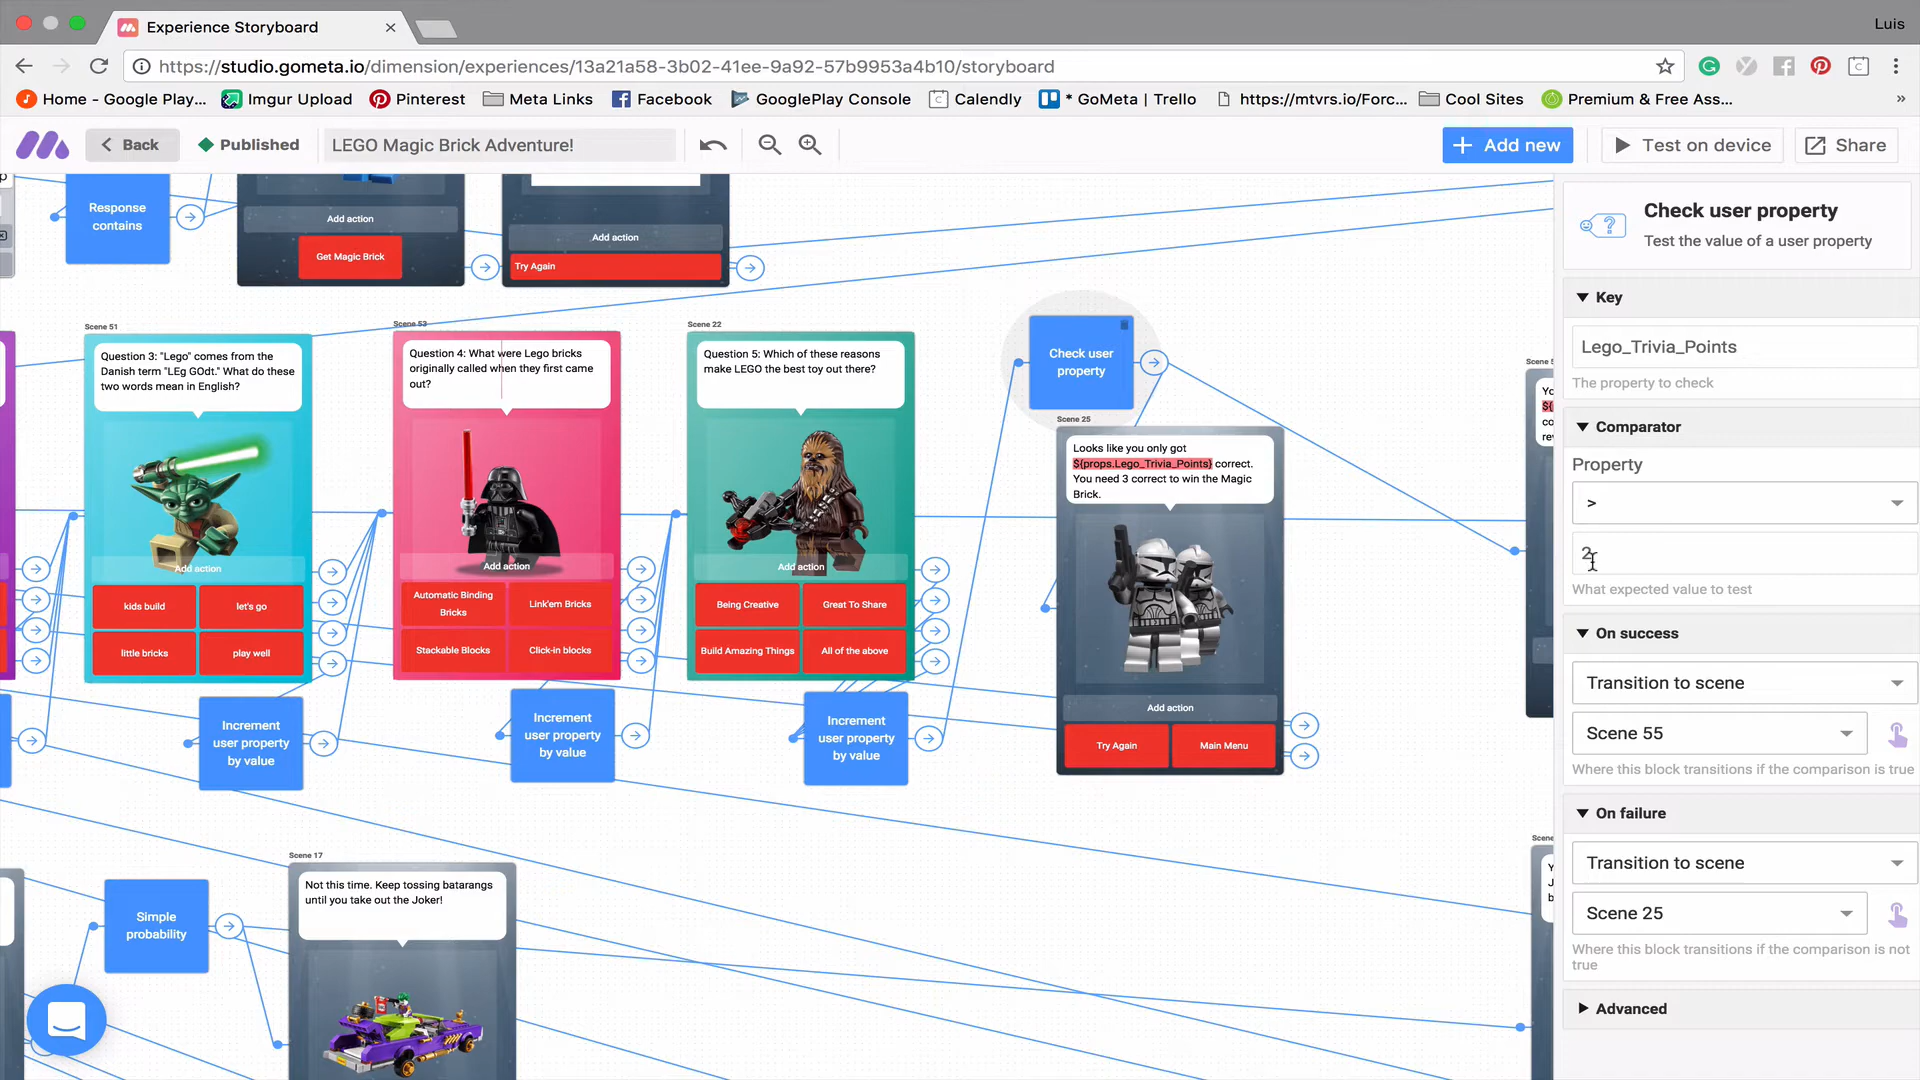 Experience Storyboard
Luis
https://studio.gometa.io/dimension/experiences/13a21a58-3b02-41ee-9a92-57b9953a4b10/storyboard
Home - Google Play...
Imgur Upload
Pinterest
Meta Links
Facebook
GooglePlay Console
Calendly
* GoMeta | Trello
https://mtvrs.io/Forc...
Cool Sites
Premium & Free Ass...
»
Back
Published
LEGO Magic Brick Adventure!
Add new
Test on device
Share
Response
contains
Add action
Get Magic Brick
Add action
Try Again
Scene 51
Question 3: "Lego" comes from the
Danish term "LEg GOdt." What do these
two words mean in English?
Add action
kids build
let's go
little bricks
play well
Scene 53
Question 4: What were Lego bricks
originally called when they first came
out?
Add action
Automatic Binding
Bricks
Link'em Bricks
Stackable Blocks
Click-in blocks
Scene 22
Question 5: Which of these reasons
make LEGO the best toy out there?
Add action
Being Creative
Great To Share
Build Amazing Things
All of the above
Increment
user property
by value
Increment
user property
by value
Increment
user property
by value
Check user
property
Scene 25
Looks like you only got
${props.Lego_Trivia_Points} correct.
You need 3 correct to win the Magic
Brick.
Add action
Try Again
Main Menu
Simple
probability
Scene 17
Not this time. Keep tossing batarangs
until you take out the Joker!
Check user property
Test the value of a user property
Key
Lego_Trivia_Points
The property to check
Comparator
Property
>
2
What expected value to test
On success
Transition to scene
Scene 55
Where this block transitions if the comparison is true
On failure
Transition to scene
Scene 25
Where this block transitions if the comparison is not
true
Advanced